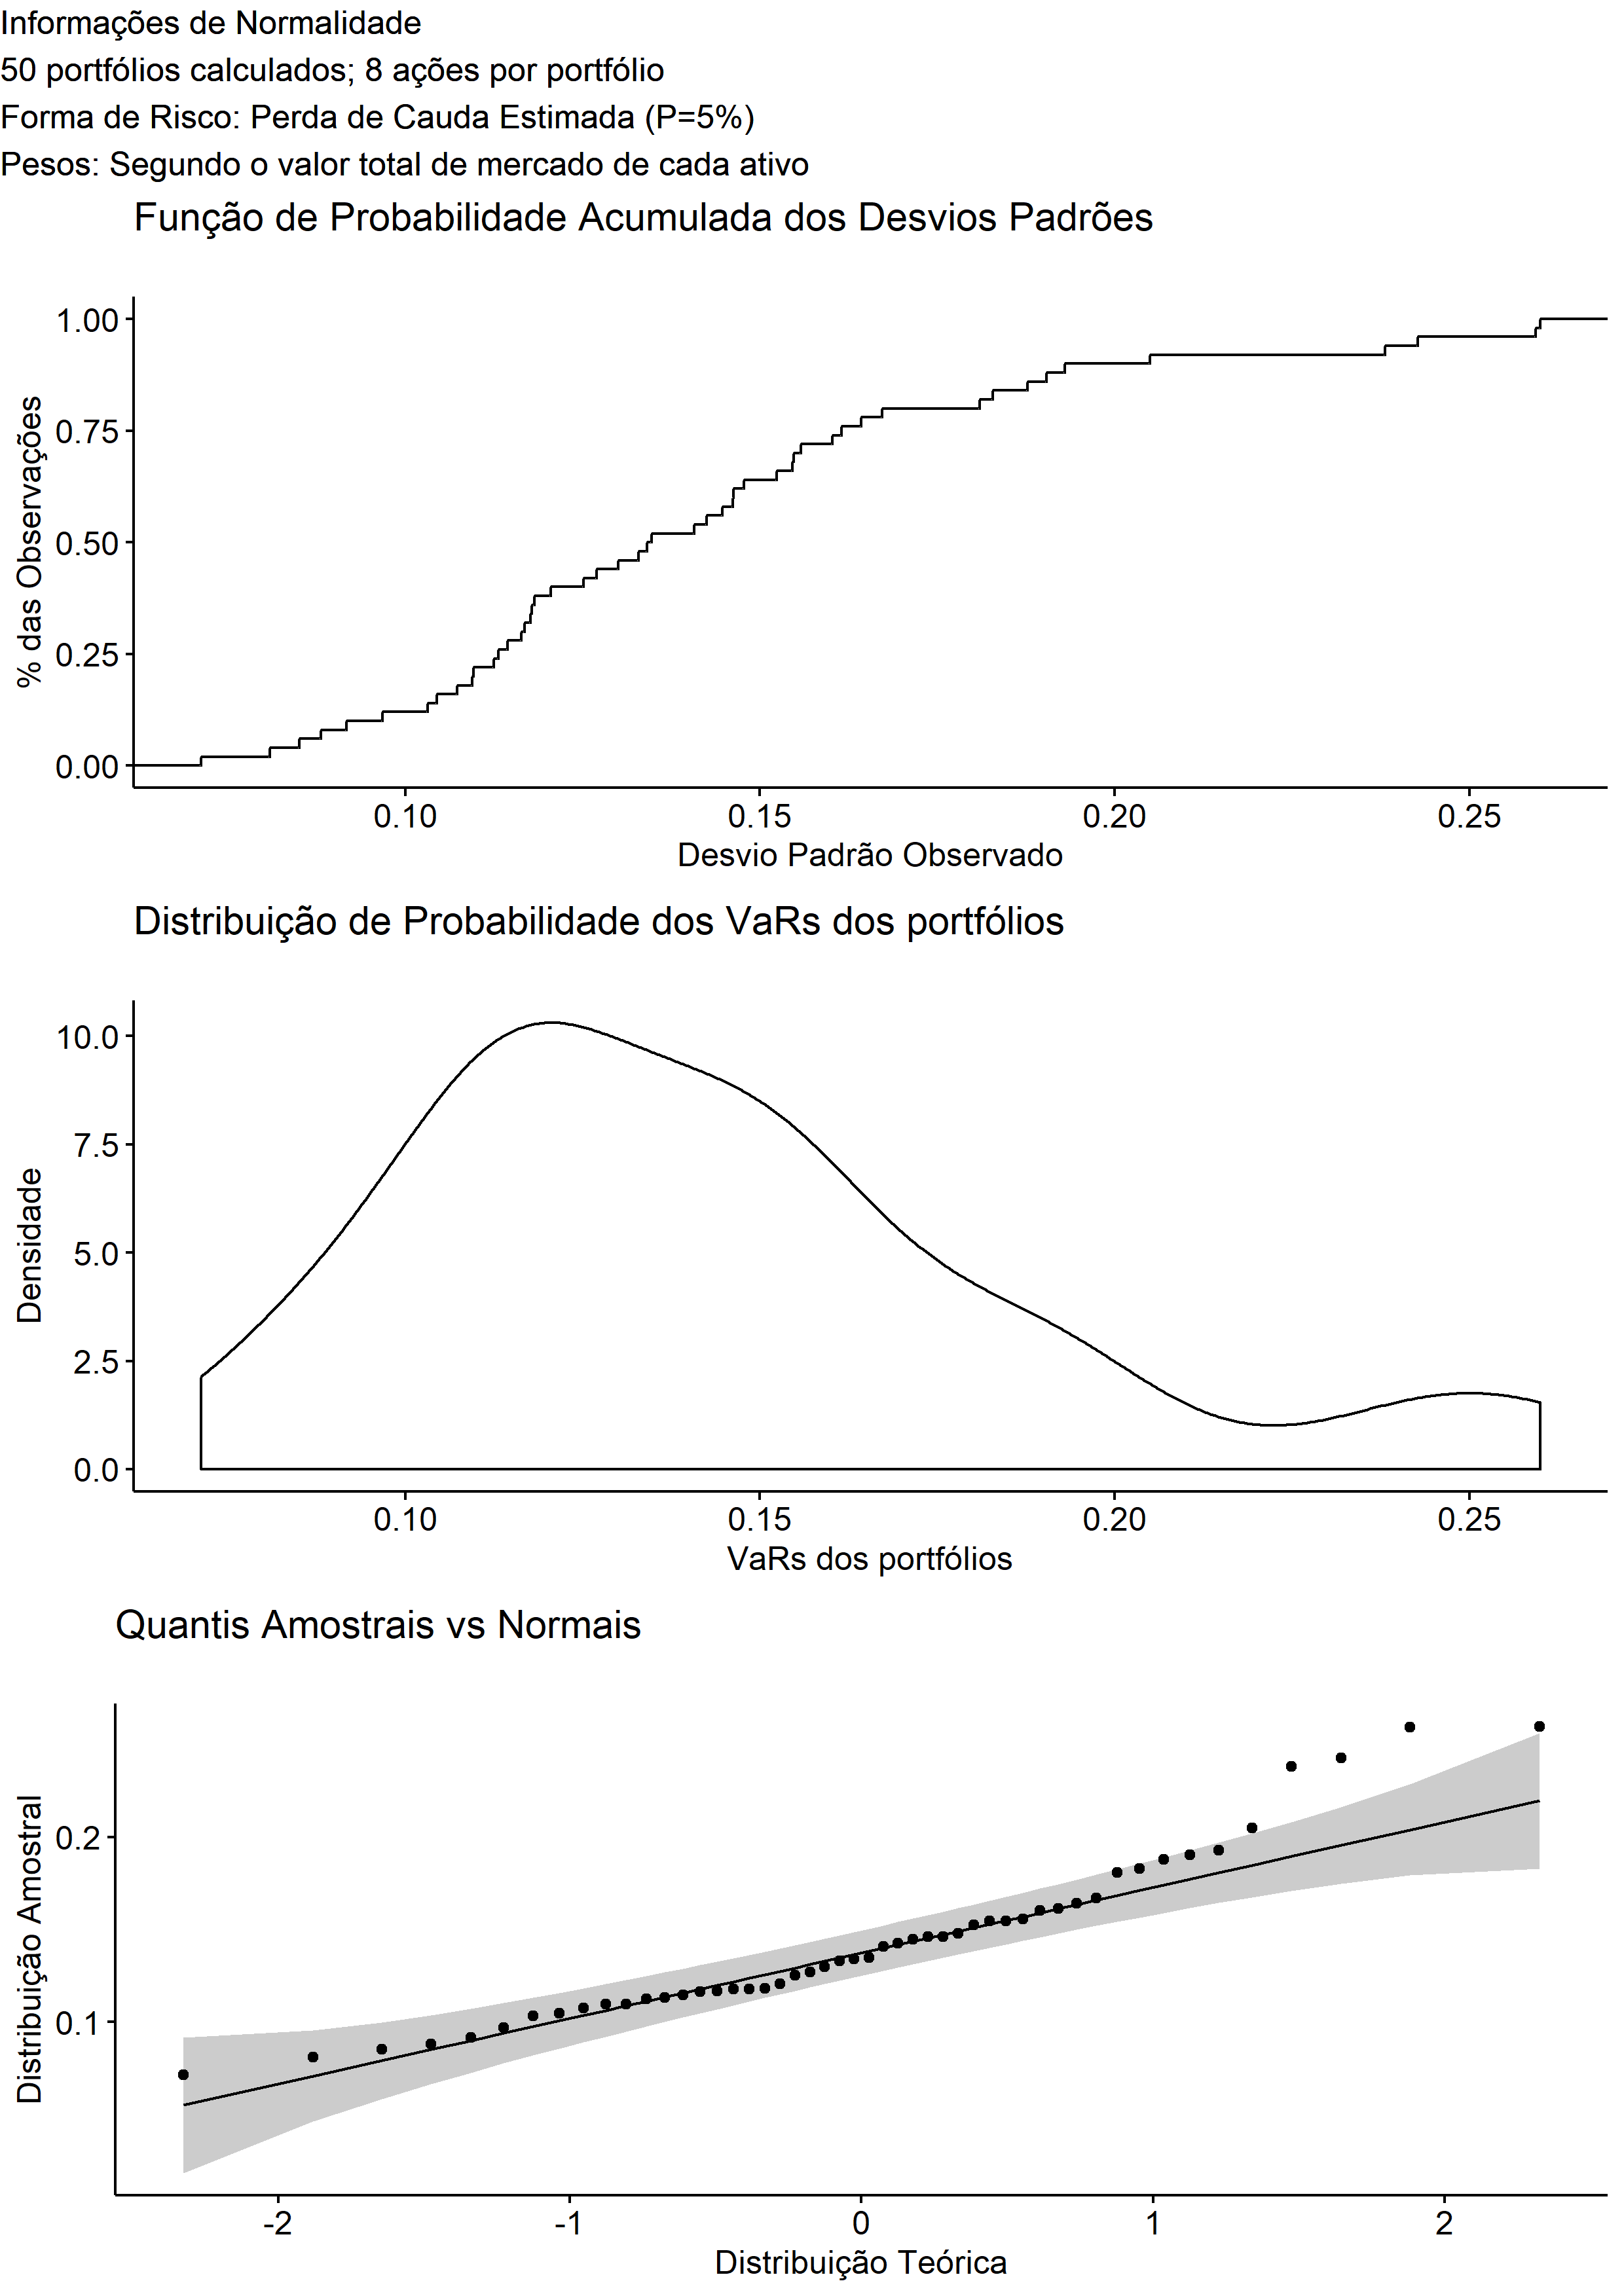 Informações de Normalidade
50 portfólios calculados; 8 ações por portfólio
Forma de Risco: Perda de Cauda Estimada (P=5%)
Pesos: Segundo o valor total de mercado de cada ativo
Função de Probabilidade Acumulada dos Desvios Padrões
% das Observações
1.00
0.75
0.50
0.25
0.00
0.10 0.15 0.20 0.25
Desvio Padrão Observado
Distribuição de Probabilidade dos VaRs dos portfólios
Densidade
10.0
7.5
5.0
2.5
0.0
0.10 0.15 0.20 0.25
VaRs dos portfólios
Quantis Amostrais vs Normais
Distribuição Amostral
0.2
0.1
-2 -1 0 1 2
Distribuição Teórica